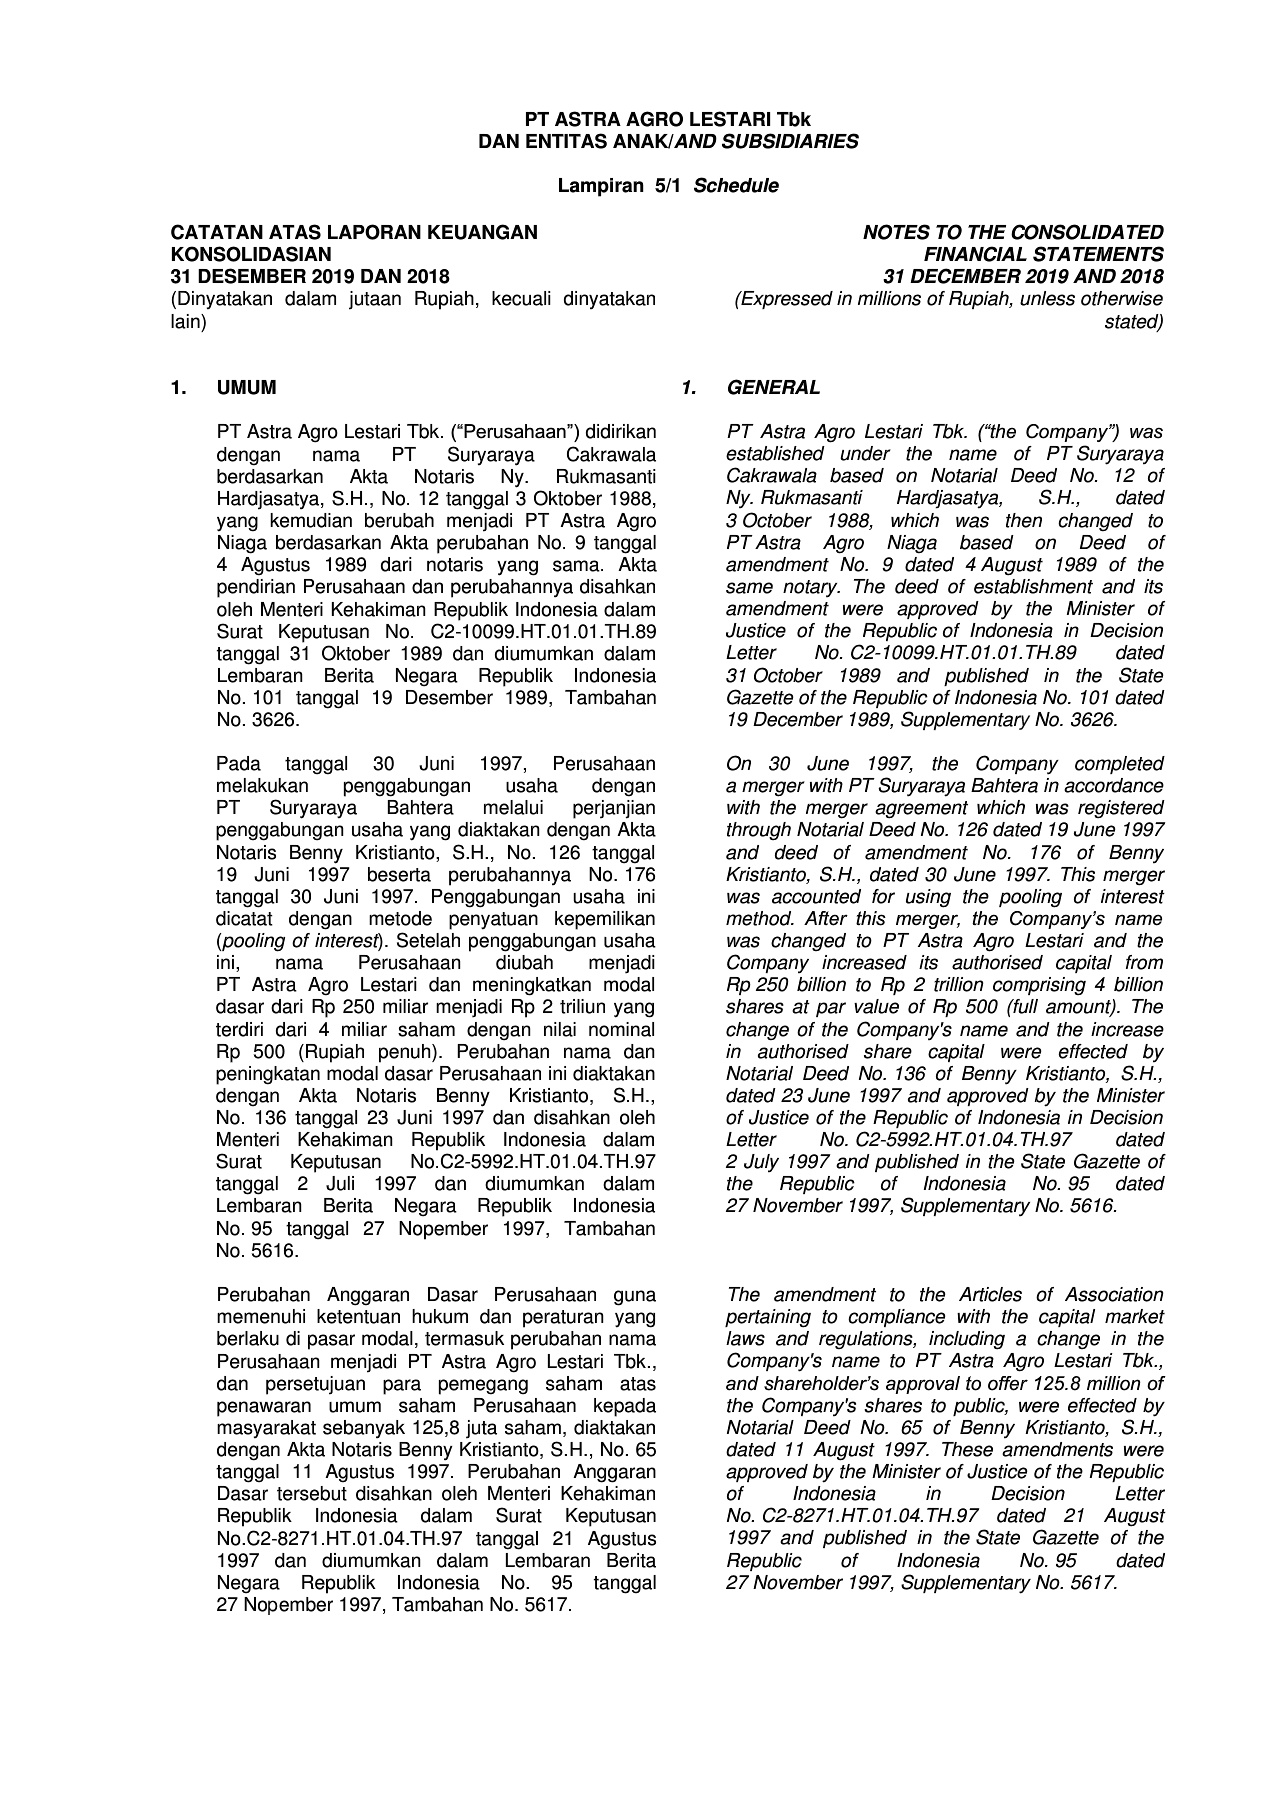 PT ASTRA AGRO LESTARI Tbk
DAN ENTITAS ANAK/AND SUBSIDIARIES
Lampiran 5/1 Schedule
CATATAN ATAS LAPORAN KEUANGAN
KONSOLIDASIAN
31 DESEMBER 2019 DAN 2018
(Dinyatakan dalam jutaan Rupiah, kecuali dinyatakan
lain)
NOTES TO THE CONSOLIDATED
FINANCIAL STATEMENTS
31 DECEMBER 2019 AND 2018
(Expressed in millions of Rupiah, unless otherwise
stated)
1. UMUM
PT Astra Agro Lestari Tbk. (“Perusahaan”) didirikan
dengan nama PT Suryaraya Cakrawala
berdasarkan Akta Notaris Ny. Rukmasanti
Hardjasatya, S.H., No. 12 tanggal 3 Oktober 1988,
yang kemudian berubah menjadi PT Astra Agro
Niaga berdasarkan Akta perubahan No. 9 tanggal
4 Agustus 1989 dari notaris yang sama. Akta
pendirian Perusahaan dan perubahannya disahkan
oleh Menteri Kehakiman Republik Indonesia dalam
Surat Keputusan No. C2-10099.HT.01.01.TH.89
tanggal 31 Oktober 1989 dan diumumkan dalam
Lembaran Berita Negara Republik Indonesia
No. 101 tanggal 19 Desember 1989, Tambahan
No. 3626.
Pada tanggal 30 Juni 1997, Perusahaan
melakukan penggabungan usaha dengan
PT Suryaraya Bahtera melalui perjanjian
penggabungan usaha yang diaktakan dengan Akta
Notaris Benny Kristianto, S.H., No. 126 tanggal
19 Juni 1997 beserta perubahannya No. 176
tanggal 30 Juni 1997. Penggabungan usaha ini
dicatat dengan metode penyatuan kepemilikan
(pooling of interest). Setelah penggabungan usaha
ini, nama Perusahaan diubah menjadi
PT Astra Agro Lestari dan meningkatkan modal
dasar dari Rp 250 miliar menjadi Rp 2 triliun yang
terdiri dari 4 miliar saham dengan nilai nominal
Rp 500 (Rupiah penuh). Perubahan nama dan
peningkatan modal dasar Perusahaan ini diaktakan
dengan Akta Notaris Benny Kristianto, S.H.,
No. 136 tanggal 23 Juni 1997 dan disahkan oleh
Menteri Kehakiman Republik Indonesia dalam
Surat Keputusan No.C2-5992.HT.01.04.TH.97
tanggal 2 Juli 1997 dan diumumkan dalam
Lembaran Berita Negara Republik Indonesia
No. 95 tanggal 27 Nopember 1997, Tambahan
No. 5616.
Perubahan Anggaran Dasar Perusahaan guna
memenuhi ketentuan hukum dan peraturan yang
berlaku di pasar modal, termasuk perubahan nama
Perusahaan menjadi PT Astra Agro Lestari Tbk.,
dan persetujuan para pemegang saham atas
penawaran umum saham Perusahaan kepada
masyarakat sebanyak 125,8 juta saham, diaktakan
dengan Akta Notaris Benny Kristianto, S.H., No. 65
tanggal 11 Agustus 1997. Perubahan Anggaran
Dasar tersebut disahkan oleh Menteri Kehakiman
Republik Indonesia dalam Surat Keputusan
No.C2-8271.HT.01.04.TH.97 tanggal 21 Agustus
1997 dan diumumkan dalam Lembaran Berita
Negara Republik Indonesia No. 95 tanggal
27 Nopember 1997, Tambahan No. 5617.
1. GENERAL
PT Astra Agro Lestari Tbk. (“the Company”) was
established under the name of PT Suryaraya
Cakrawala based on Notarial Deed No. 12 of
Ny. Rukmasanti Hardjasatya, S.H., dated
3 October 1988, which was then changed to
PT Astra Agro Niaga based on Deed of
amendment No. 9 dated 4 August 1989 of the
same notary. The deed of establishment and its
amendment were approved by the Minister of
Justice of the Republic of Indonesia in Decision
Letter No. C2-10099.HT.01.01.TH.89 dated
31 October 1989 and published in the State
Gazette of the Republic of Indonesia No. 101 dated
19 December 1989, Supplementary No. 3626.
On 30 June 1997, the Company completed
a merger with PT Suryaraya Bahtera in accordance
with the merger agreement which was registered
through Notarial Deed No. 126 dated 19 June 1997
and deed of amendment No. 176 of Benny
Kristianto, S.H., dated 30 June 1997. This merger
was accounted for using the pooling of interest
method. After this merger, the Company’s name
was changed to PT Astra Agro Lestari and the
Company increased its authorised capital from
Rp 250 billion to Rp 2 trillion comprising 4 billion
shares at par value of Rp 500 (full amount). The
change of the Company's name and the increase
in authorised share capital were effected by
Notarial Deed No. 136 of Benny Kristianto, S.H.,
dated 23 June 1997 and approved by the Minister
of Justice of the Republic of Indonesia in Decision
Letter No. C2-5992.HT.01.04.TH.97 dated
2 July 1997 and published in the State Gazette of
the Republic of Indonesia No. 95 dated
27 November 1997, Supplementary No. 5616.
The amendment to the Articles of Association
pertaining to compliance with the capital market
laws and regulations, including a change in the
Company's name to PT Astra Agro Lestari Tbk.,
and shareholder’s approval to offer 125.8 million of
the Company's shares to public, were effected by
Notarial Deed No. 65 of Benny Kristianto, S.H.,
dated 11 August 1997. These amendments were
approved by the Minister of Justice of the Republic
of Indonesia in Decision Letter
No. C2-8271.HT.01.04.TH.97 dated 21 August
1997 and published in the State Gazette of the
Republic of Indonesia No. 95 dated
27 November 1997, Supplementary No. 5617.